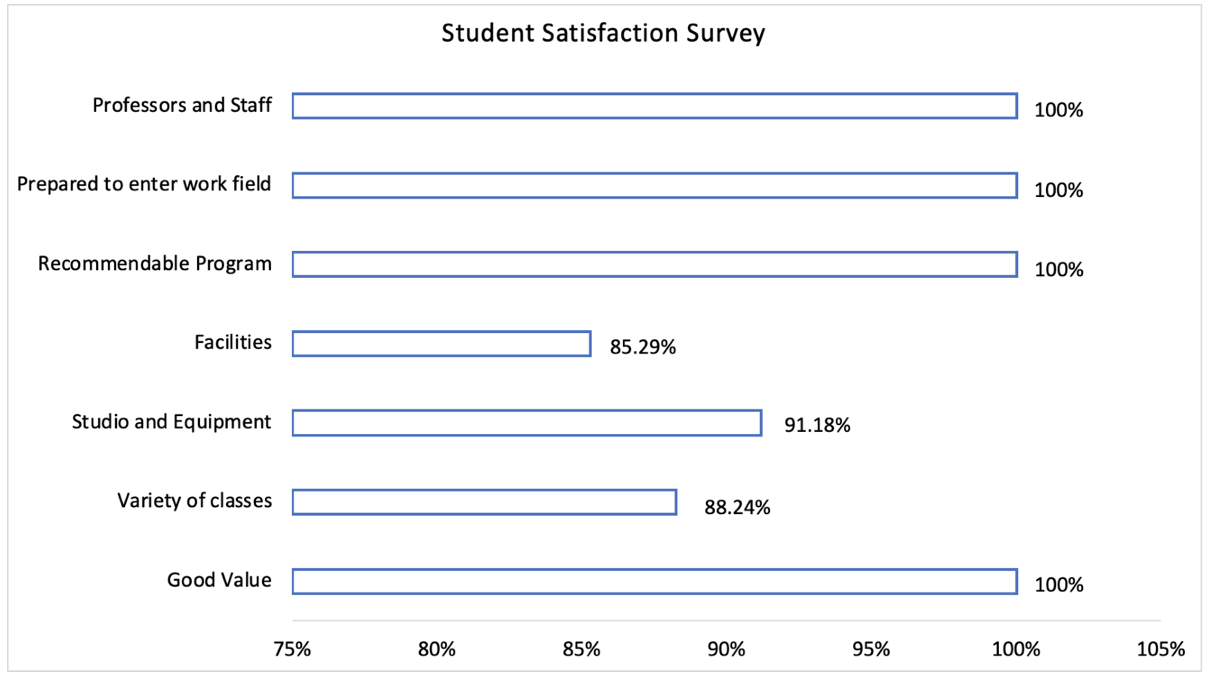 Student Satisfaction Survey
Professors and Staff 100%
Prepared to enter work field 100%
Recommendable Program 100%
Facilities 85.29%
Studio and Equipment 91.18%
Variety of classes 88.24%
Good Value 100%
75% 80% 85% 90% 95% 100% 105%